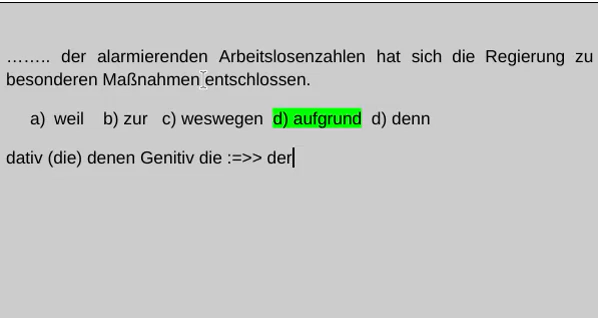 …….. der alarmierenden Arbeitslosenzahlen hat sich die Regierung zu
besonderen Maßnahmen entschlossen.
a) weil b) zur c) weswegen d) aufgrund d) denn
dativ (die) denen Genitiv die :=>> der